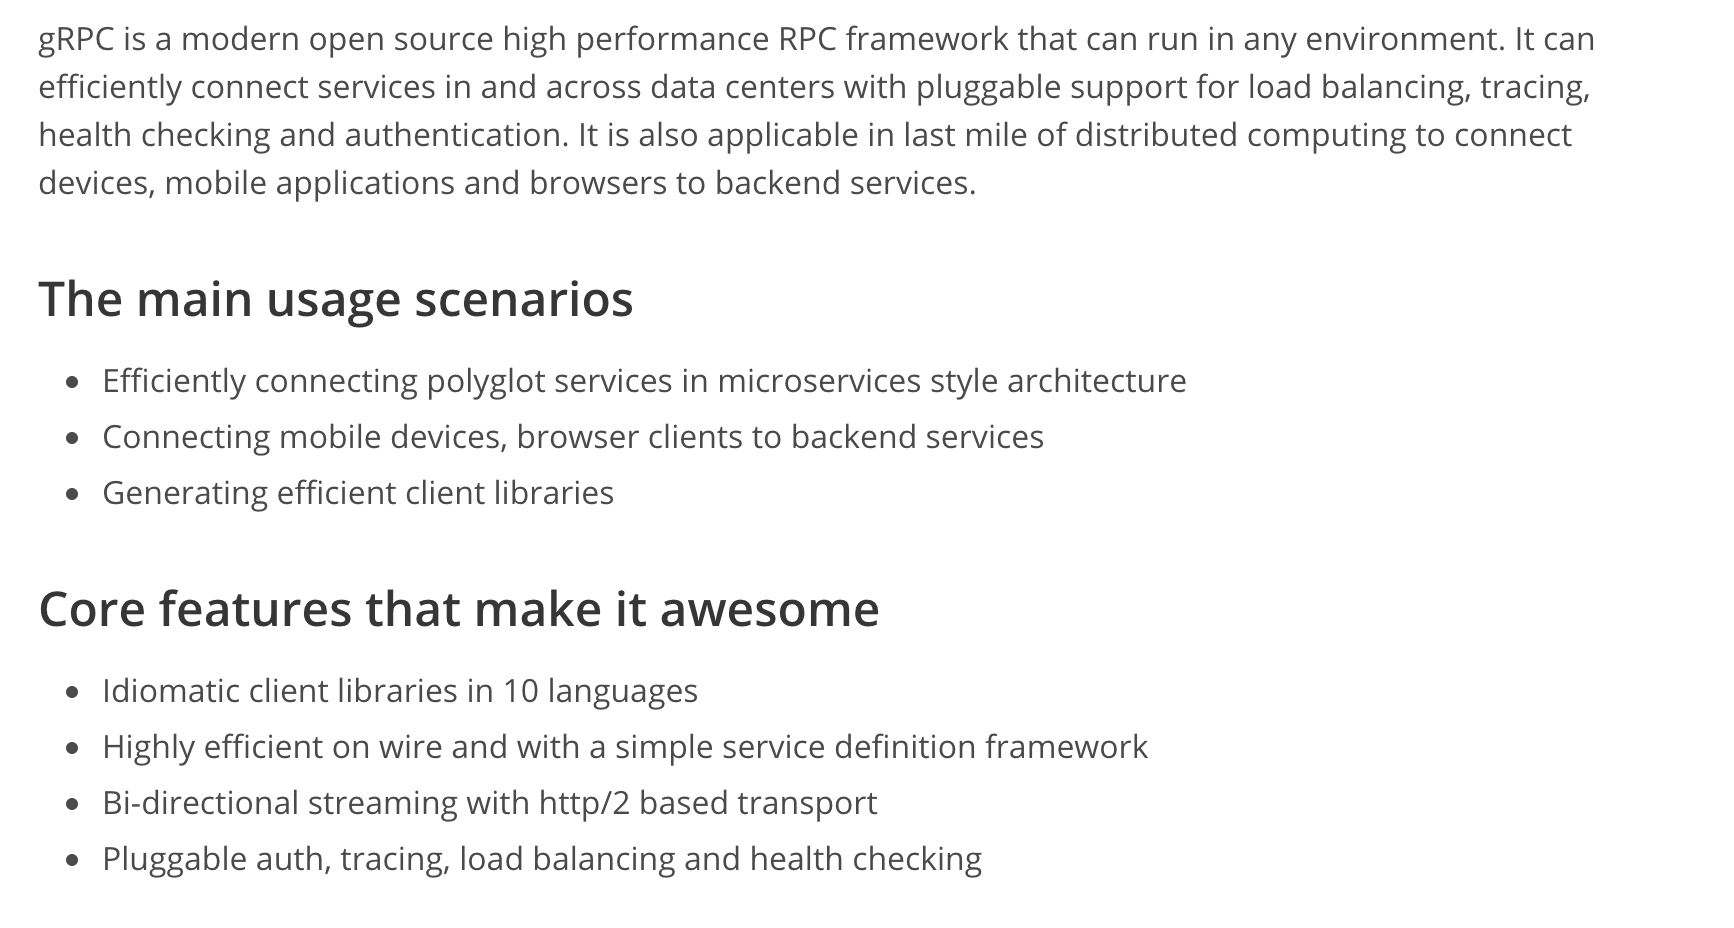 gRPC is a modern open source high performance RPC framework that can run in any environment. It can
efficiently connect services in and across data centers with pluggable support for load balancing, tracing,
health checking and authentication. It is also applicable in last mile of distributed computing to connect
devices, mobile applications and browsers to backend services.
The main usage scenarios
• Efficiently connecting polyglot services in microservices style architecture
• Connecting mobile devices, browser clients to backend services
• Generating efficient client libraries
Core features that make it awesome
• Idiomatic client libraries in 10 languages
• Highly efficient on wire and with a simple service definition framework
• Bi-directional streaming with http/2 based transport
• Pluggable auth, tracing, load balancing and health checking